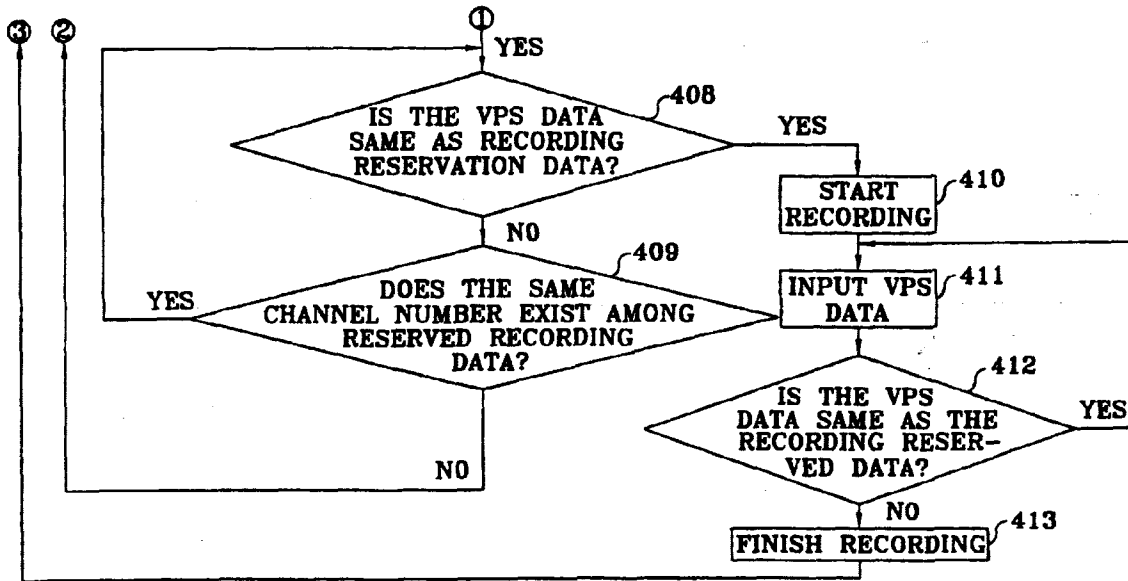 ③ ②
①
YES
IS THE VPS DATA
SAME AS RECORDING
RESERVATION DATA?
408
YES
START
RECORDING
410
NO
409
YES
DOES THE SAME
CHANNEL NUMBER EXIST AMONG
RESERVED RECORDING
DATA?
INPUT VPS
DATA
411
412
IS THE VPS
DATA SAME AS THE
RECORDING RESER-
VED DATA?
YES
NO
NO
413
FINISH RECORDING